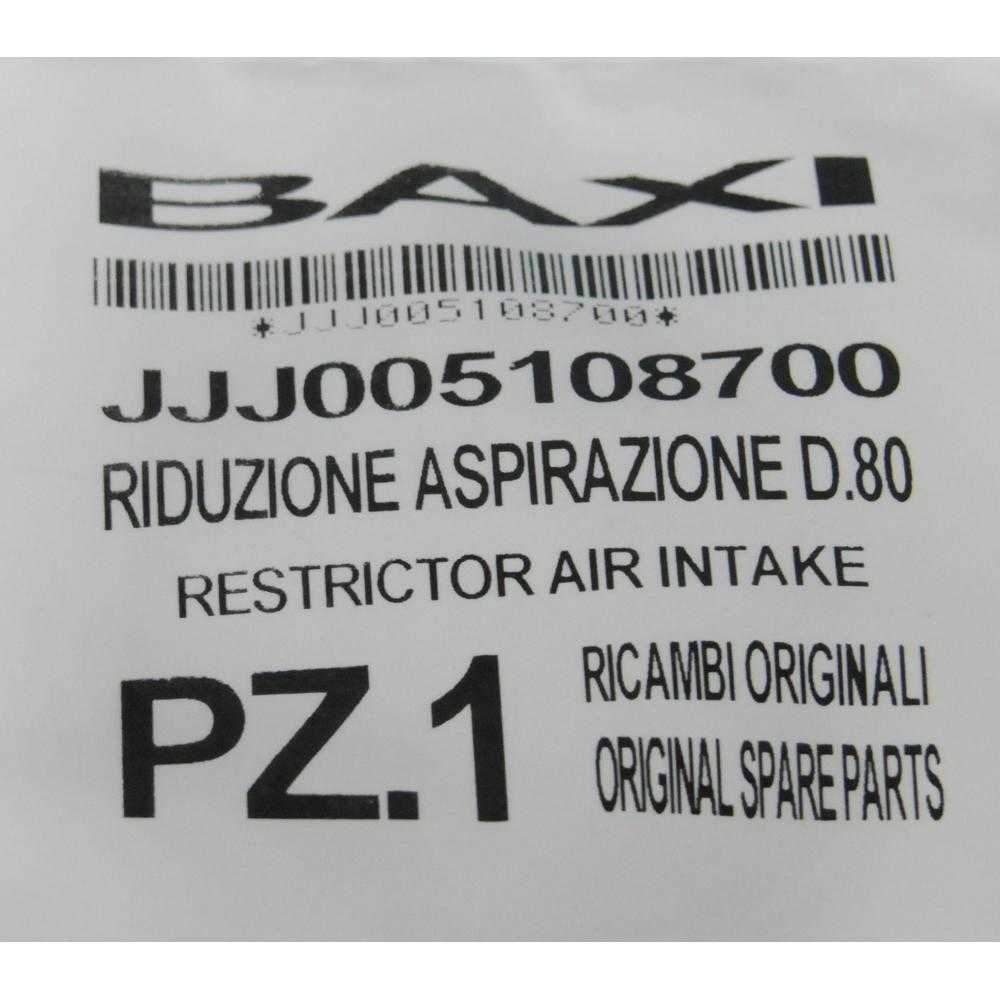 BAXI
*JJJ005108700*
JJJ005108700
RIDUZIONE ASPIRAZIONE D.80
RESTRICTOR AIR INTAKE
PZ.1
RICAMBI ORIGINALI
ORIGINAL SPARE PARTS